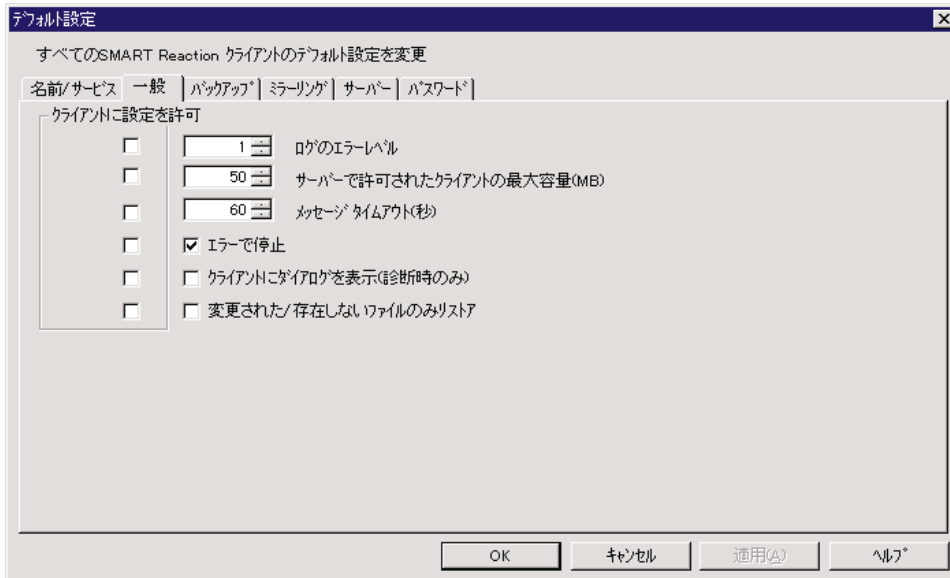 デフォルト設定
すべてのSMART Reaction クライアントのデフォルト設定を変更
名前/サービス 一般 バックアップ ミラーリング サーバー パスワード
クライアントに設定を許可
1 ログのエラーレベル
50 サーバーで許可されたクライアントの最大容量(MB)
60 メッセージ タイムアウト(秒)
エラーで停止
クライアントにダイアログを表示(診断時のみ)
変更された/存在しないファイルのみリストア
OK キャンセル 適用(A) ヘルプ